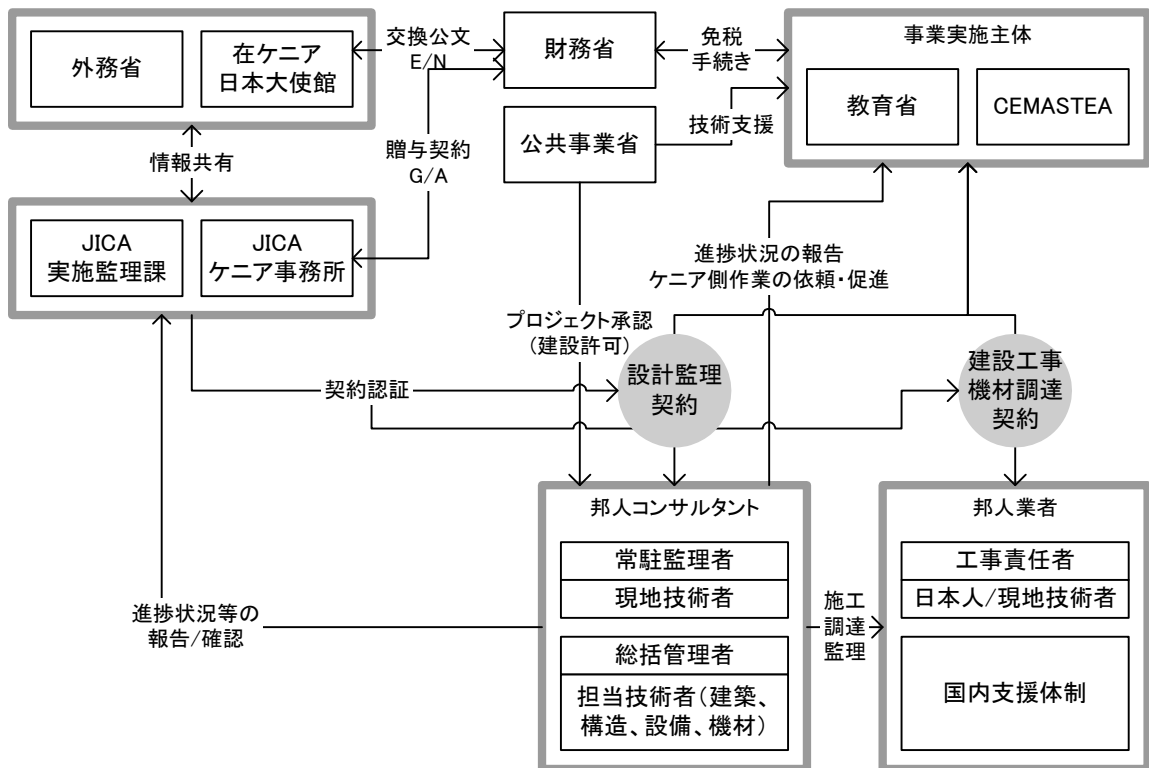 外務省
在ケニア
日本大使館
交換公文
E/N
財務省
免税
手続き
事業実施主体
教育省
CEMASTEA
公共事業省
技術支援
情報共有
贈与契約
G/A
JICA
実施監理課
JICA
ケニア事務所
進捗状況の報告
ケニア側作業の依頼・促進
プロジェクト承認
（建設許可）
契約認証
設計監理
契約
建設工事
機材調達
契約
邦人コンサルタント
常駐監理者
現地技術者
総括管理者
担当技術者（建築、
構造、設備、機材）
進捗状況等の
報告/確認
施工
調達
監理
邦人業者
工事責任者
日本人/現地技術者
国内支援体制